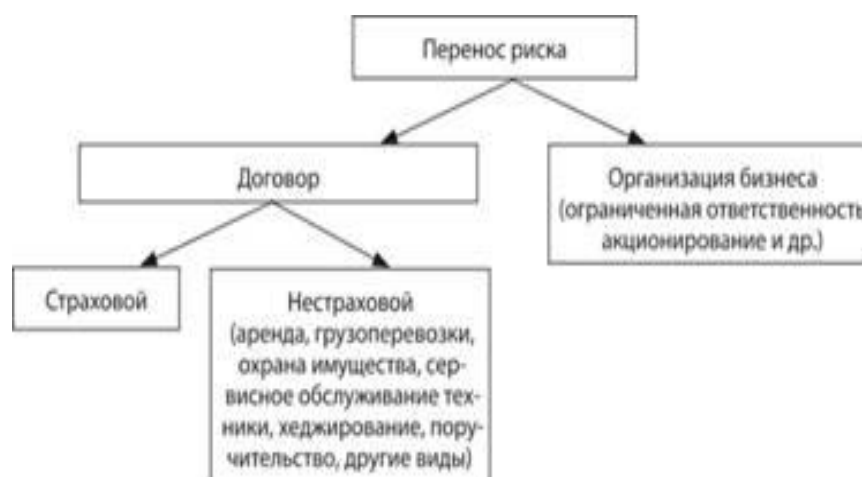 Перенос риска
Договор
Организация бизнеса
(ограниченная ответственность,
акционирование и др.)
Страховой
Нестраховой
(аренда, грузоперевозки,
охрана имущества, сер-
висное обслуживание тех-
ники, хеджирование, пору-
чительство, другие виды)